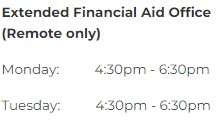 Extended Financial Aid Office
(Remote only)
Monday: 4:30pm - 6:30pm
Tuesday: 4:30pm - 6:30pm